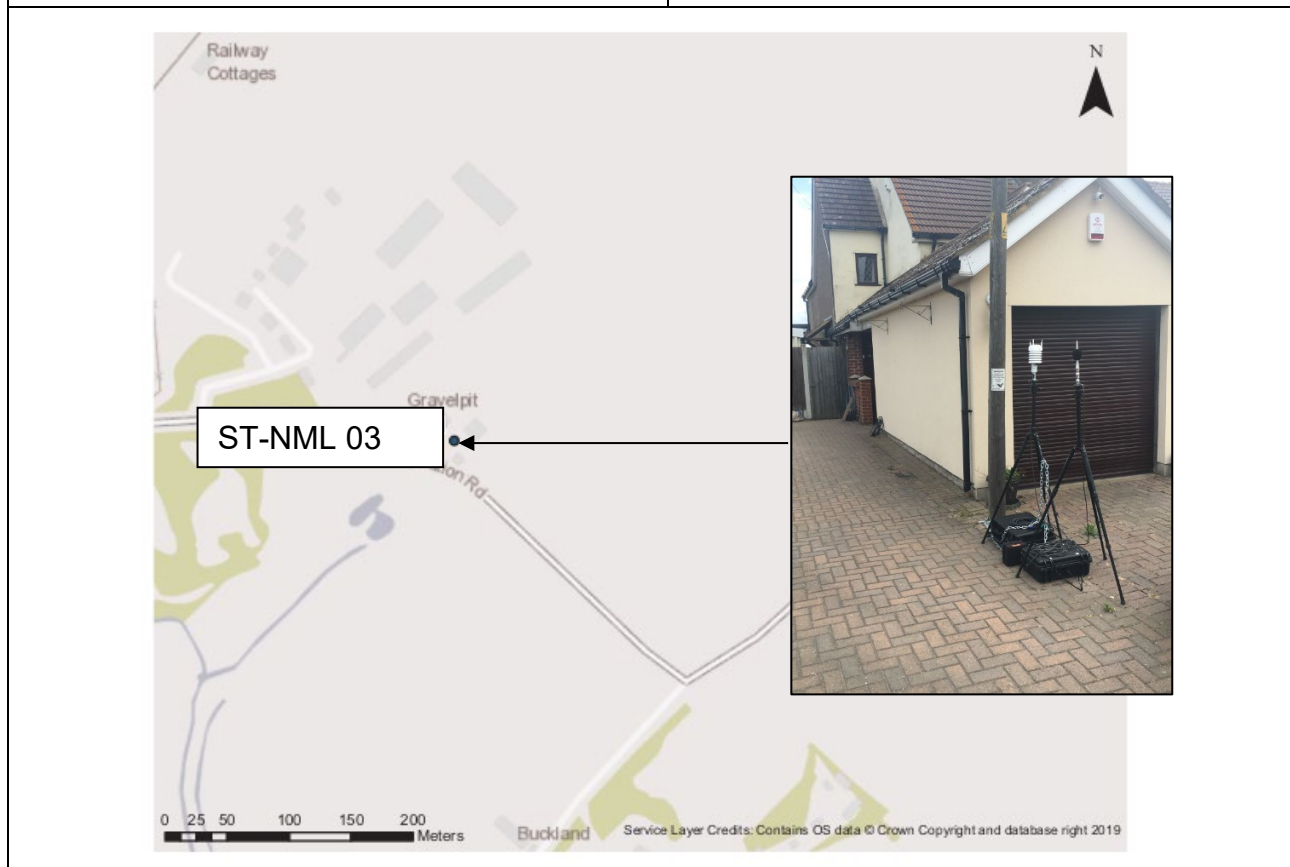 Railway
Cottages
N
Gravelpit
ST-NML 03
Rd
0 25 50 100 150 200
Meters
Buckland
Service Layer Credits: Contains OS data © Crown Copyright and database right 2019